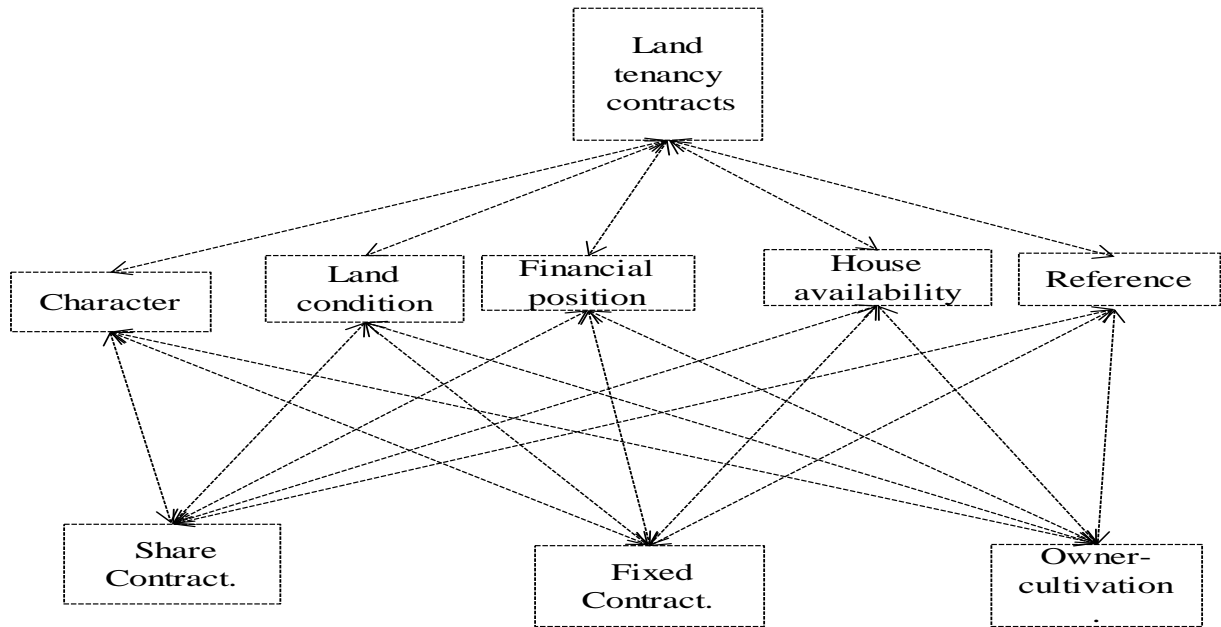 Land
tenancy
contracts
Character
Land
condition
Financial
position
House
availability
Reference
Share
Contract.
Fixed
Contract.
Owner-
cultivation
.